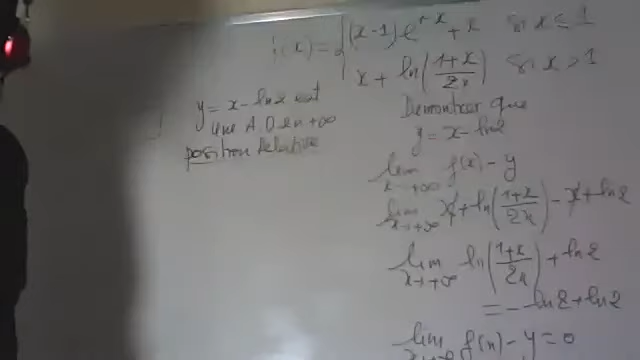 f(x) = { (x-1)e^{-x} + x si x ≤ 1
x + ln((1+x)/2x) si x > 1
y = x - ln2 est
une A.O en +∞
position relative
Demontrer que
y = x - ln2
lim x→+∞ f(x) - y
lim x→+∞ x + ln((1+x)/2x) - x + ln2
lim x→+∞ ln((1+x)/2x) + ln2
= -ln2 + ln2
lim x→+∞ f(x) - y = 0